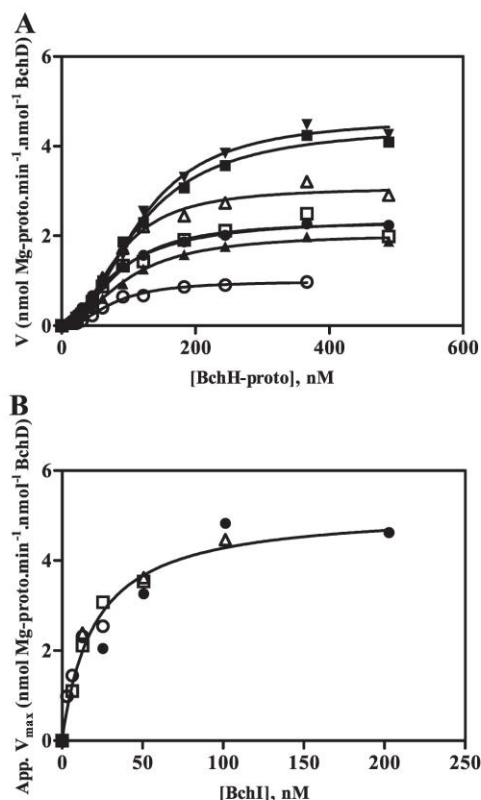 A
V (nmol Mg-proto.min⁻¹.nmol⁻¹ BchD)
6
4
2
0
0 200 400 600
[BchH-proto], nM
B
App. Vmax (nmol Mg-proto.min⁻¹.nmol⁻¹ BchD)
6
4
2
0
0 50 100 150 200 250
[BchI], nM